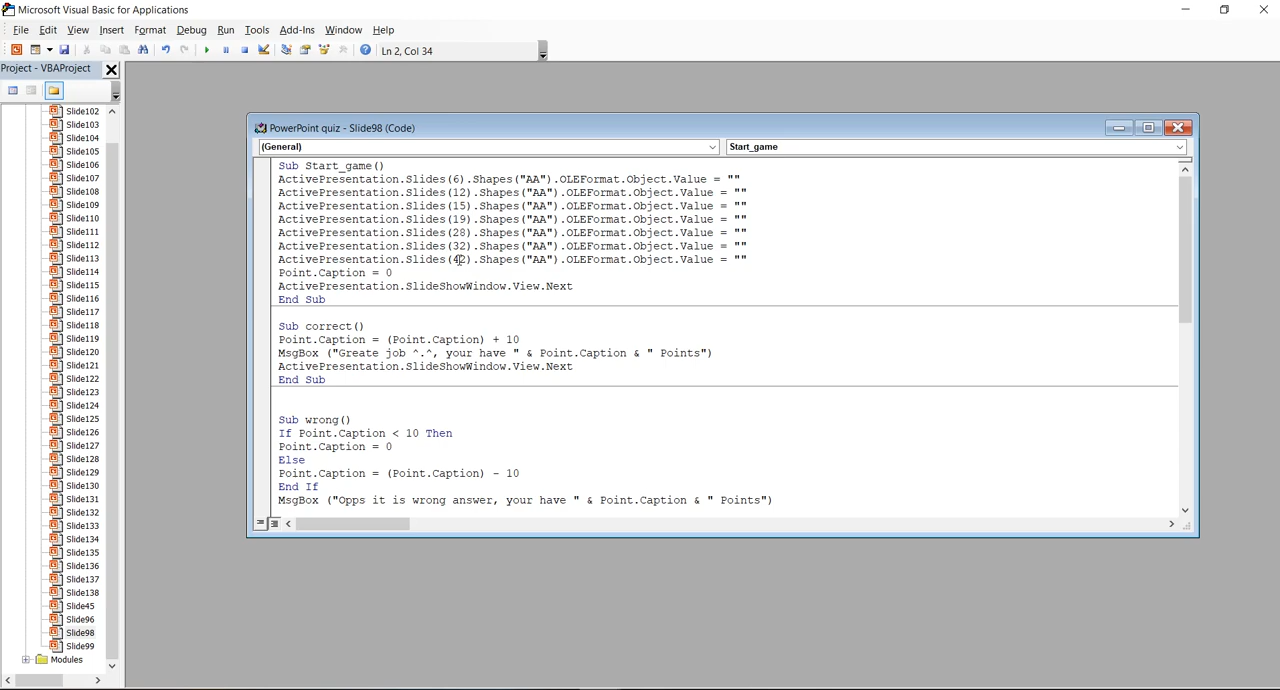 Microsoft Visual Basic for Applications
File Edit View Insert Format Debug Run Tools Add-Ins Window Help
Ln 2, Col 34
Project - VBAProject
Slide102
Slide103
Slide104
Slide105
Slide106
Slide107
Slide108
Slide109
Slide110
Slide111
Slide112
Slide113
Slide114
Slide115
Slide116
Slide117
Slide118
Slide119
Slide120
Slide121
Slide122
Slide123
Slide124
Slide125
Slide126
Slide127
Slide128
Slide129
Slide130
Slide131
Slide132
Slide133
Slide134
Slide135
Slide136
Slide137
Slide138
Slide45
Slide96
Slide98
Slide99
Modules
PowerPoint quiz - Slide98 (Code)
(General) Start_game
Sub Start_game()
ActivePresentation.Slides(6).Shapes("AA").OLEFormat.Object.Value = ""
ActivePresentation.Slides(12).Shapes("AA").OLEFormat.Object.Value = ""
ActivePresentation.Slides(15).Shapes("AA").OLEFormat.Object.Value = ""
ActivePresentation.Slides(19).Shapes("AA").OLEFormat.Object.Value = ""
ActivePresentation.Slides(28).Shapes("AA").OLEFormat.Object.Value = ""
ActivePresentation.Slides(32).Shapes("AA").OLEFormat.Object.Value = ""
ActivePresentation.Slides(42).Shapes("AA").OLEFormat.Object.Value = ""
Point.Caption = 0
ActivePresentation.SlideShowWindow.View.Next
End Sub
Sub correct()
Point.Caption = (Point.Caption) + 10
MsgBox ("Greate job ^.^, your have " & Point.Caption & " Points")
ActivePresentation.SlideShowWindow.View.Next
End Sub
Sub wrong()
If Point.Caption < 10 Then
Point.Caption = 0
Else
Point.Caption = (Point.Caption) - 10
End If
MsgBox ("Opps it is wrong answer, your have " & Point.Caption & " Points")